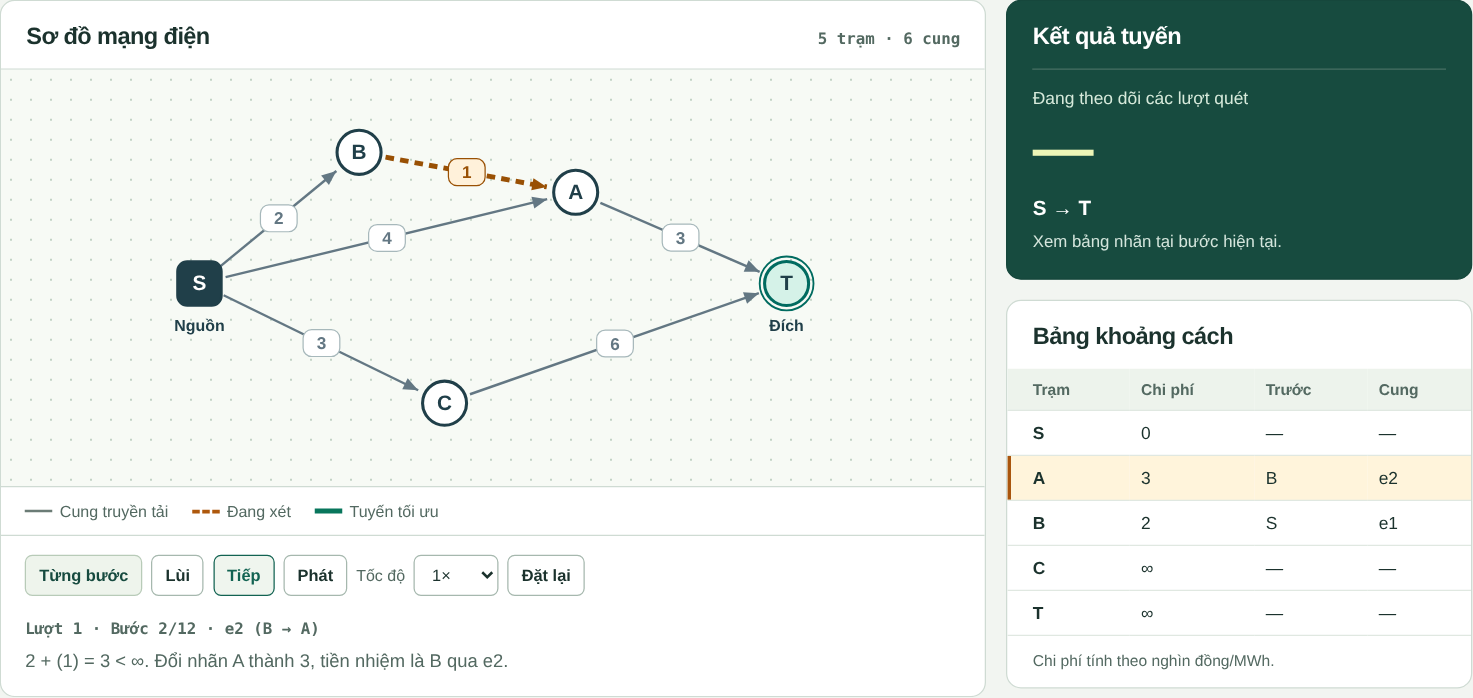 Sơ đồ mạng điện
5 trạm · 6 cung
B
1
A
2
4
3
S
T
Nguồn
Đích
3
6
C
Cung truyền tải
Đang xét
Tuyến tối ưu
Từng bước
Lùi
Tiếp
Phát
Tốc độ
1×
Đặt lại
Lượt 1 · Bước 2/12 · e2 (B → A)
2 + (1) = 3 < ∞. Đổi nhãn A thành 3, tiền nhiệm là B qua e2.
Kết quả tuyến
Đang theo dõi các lượt quét
S → T
Xem bảng nhãn tại bước hiện tại.
Bảng khoảng cách
Trạm Chi phí Trước Cung
S 0 — —
A 3 B e2
B 2 S e1
C ∞ — —
T ∞ — —
Chi phí tính theo nghìn đồng/MWh.